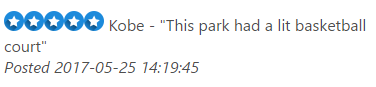 Kobe - "This park had a lit basketball
court"
Posted 2017-05-25 14:19:45